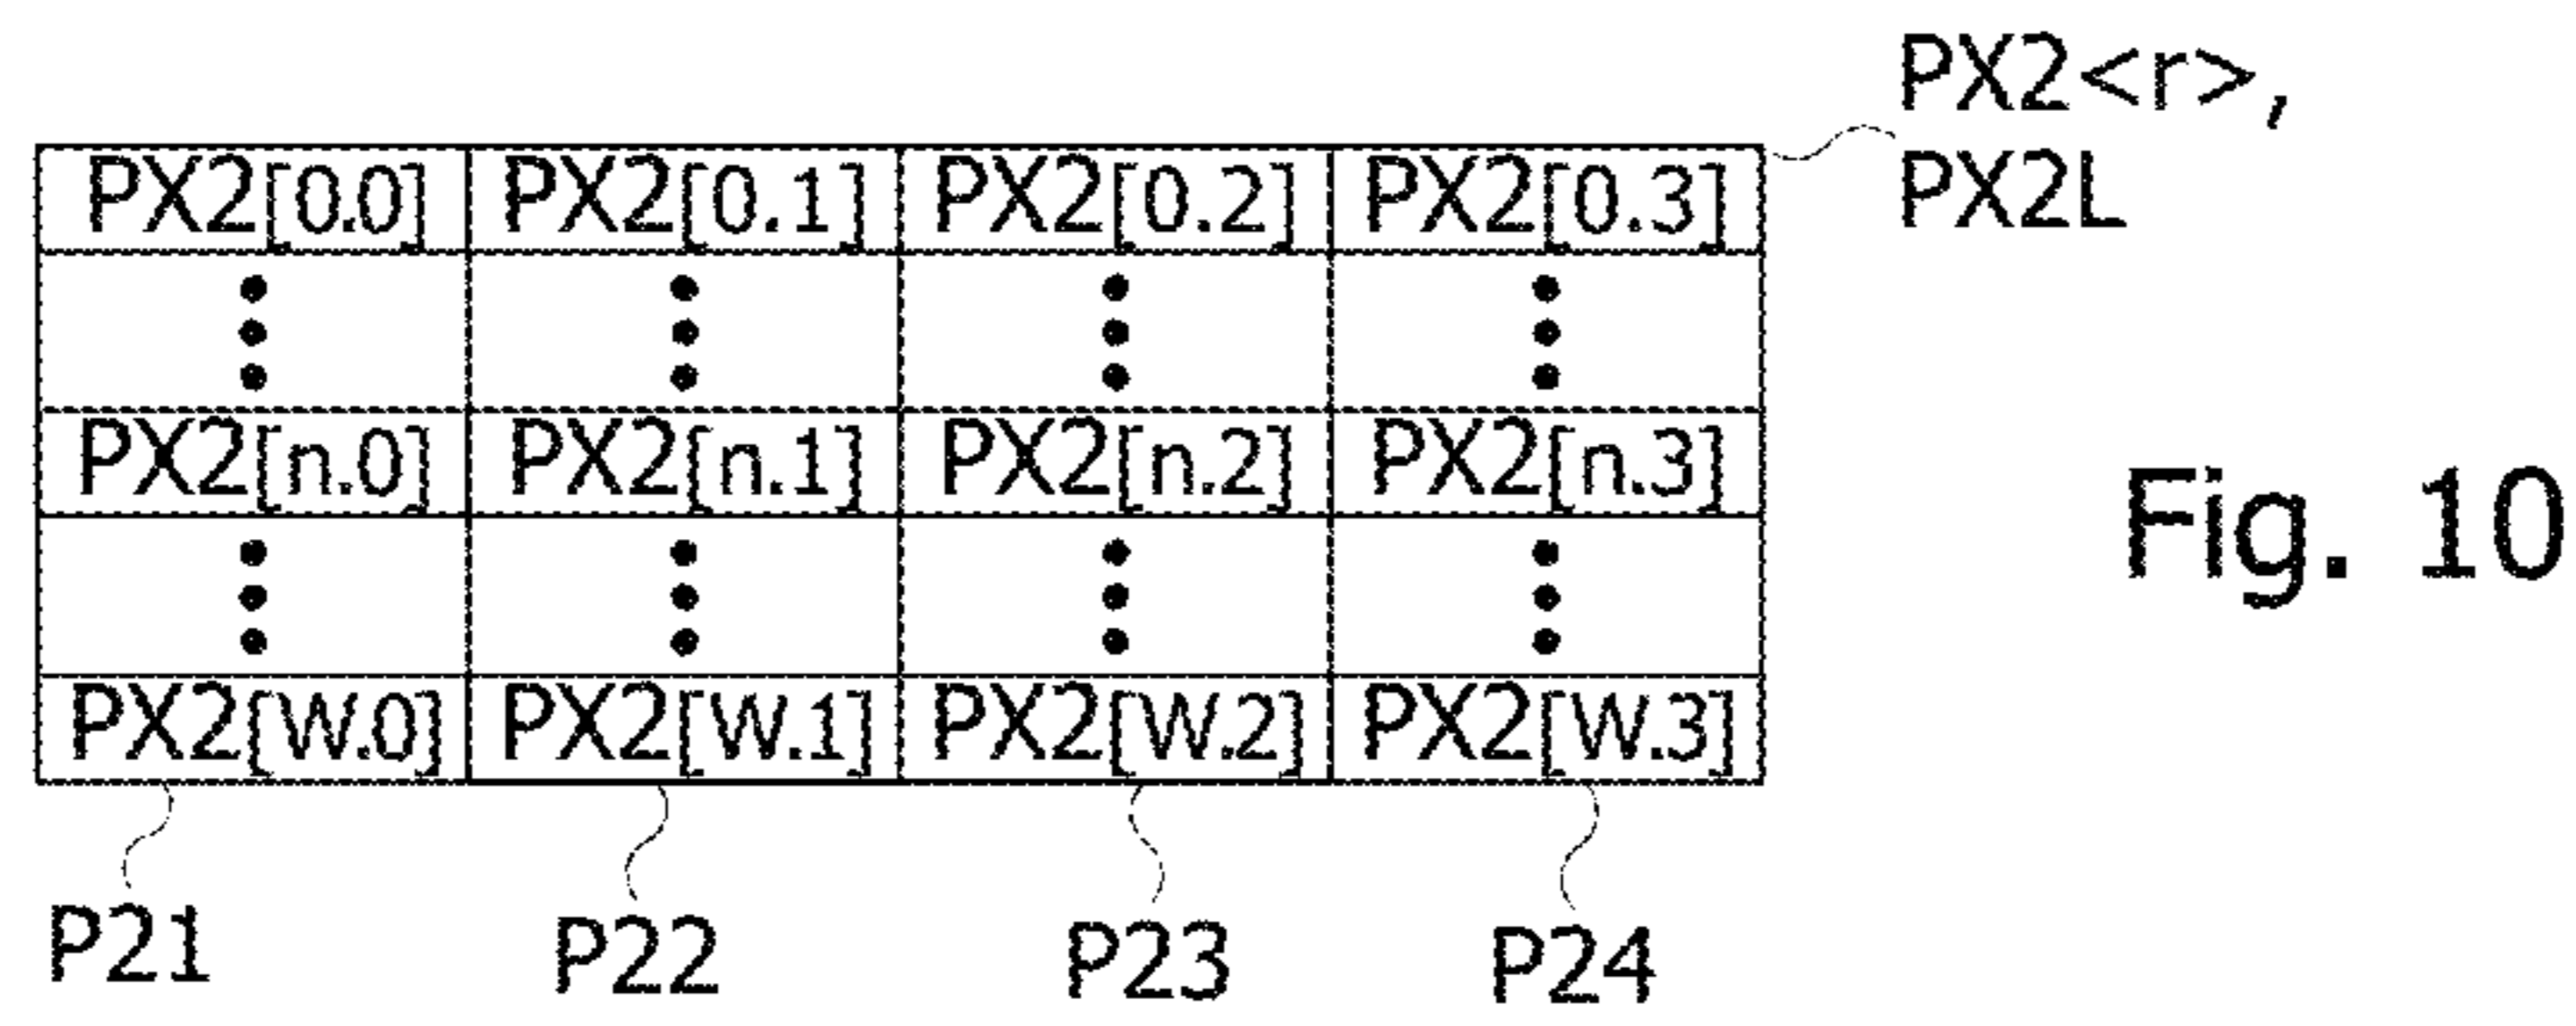 PX2<r>,
PX2L
PX2[0.0] PX2[0.1] PX2[0.2] PX2[0.3]
PX2[n.0] PX2[n.1] PX2[n.2] PX2[n.3]
PX2[W.0] PX2[W.1] PX2[W.2] PX2[W.3]
P21 P22 P23 P24
Fig. 10